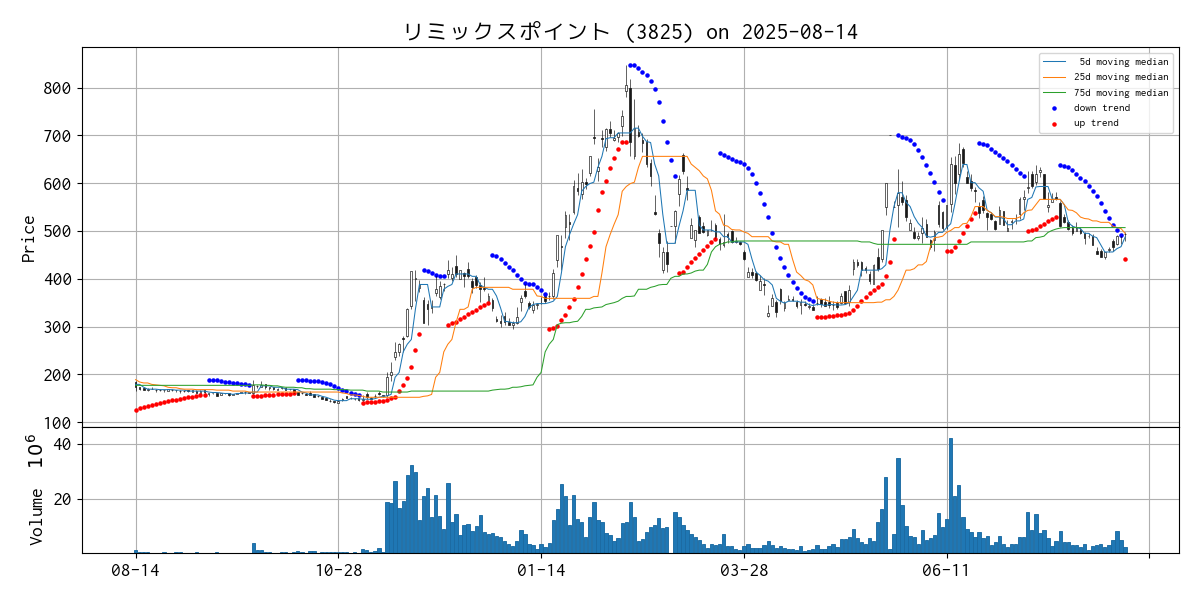 リミックスポイント (3825) on 2025-08-14
5d moving median
25d moving median
75d moving median
down trend
up trend
Price
800
700
600
500
400
300
200
100
Volume 10^6
40
20
08-14
10-28
01-14
03-28
06-11